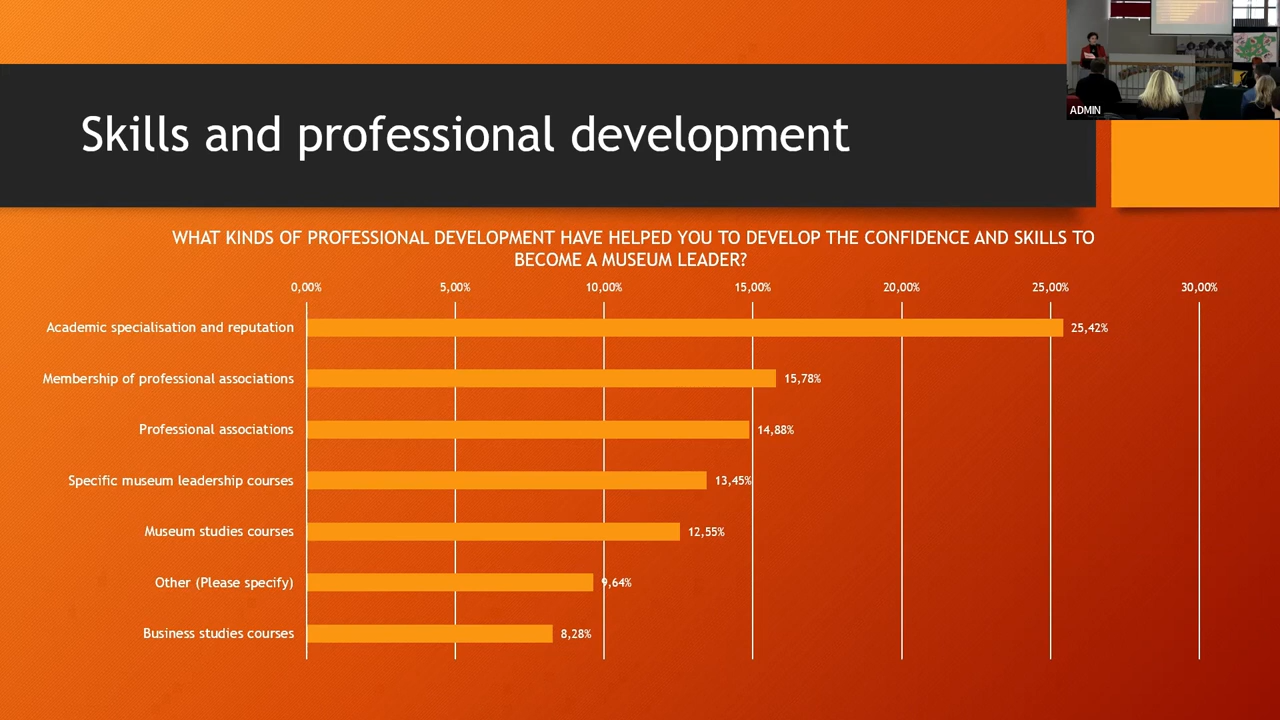 ADMIN
Skills and professional development
WHAT KINDS OF PROFESSIONAL DEVELOPMENT HAVE HELPED YOU TO DEVELOP THE CONFIDENCE AND SKILLS TO
BECOME A MUSEUM LEADER?
0,00% 5,00% 10,00% 15,00% 20,00% 25,00% 30,00%
Academic specialisation and reputation 25,42%
Membership of professional associations 15,78%
Professional associations 14,88%
Specific museum leadership courses 13,45%
Museum studies courses 12,55%
Other (Please specify) 9,64%
Business studies courses 8,28%